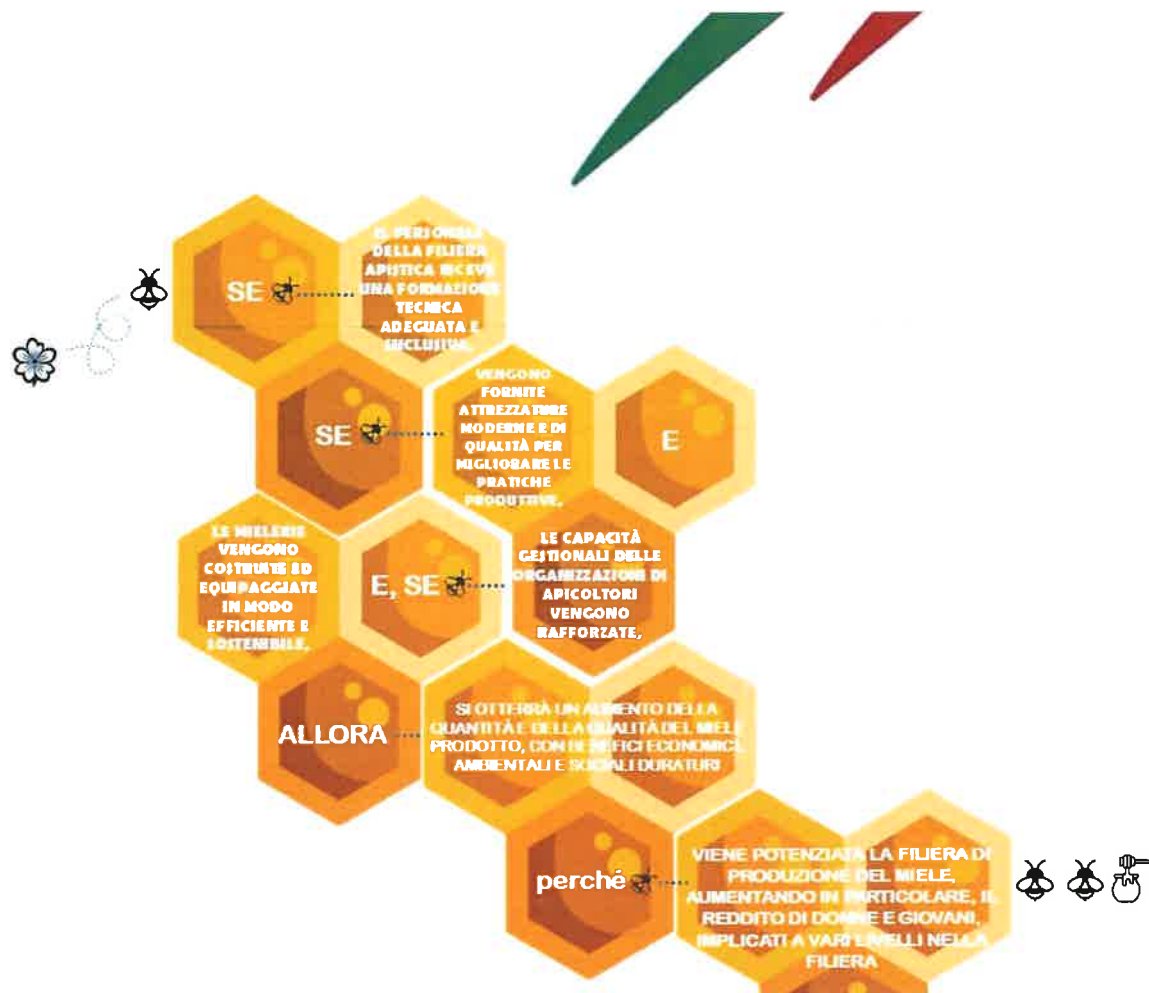 SE
IL PERSONALE
DELLA FILIERA
APISTICA RICEVE
UNA FORMAZIONE
TECNICA
ADEGUATA E
INCLUSIVA,
SE
VENGONO
FORNITE
ATTREZZATURE
MODERNE E DI
QUALITÀ PER
MIGLIORARE LE
PRATICHE
PRODUTTIVE,
E
LE MIELERIE
VENGONO
COSTRUITE ED
EQUIPAGGIATE
IN MODO
EFFICIENTE E
SOSTENIBILE,
E, SE
LE CAPACITÀ
GESTIONALI DELLE
ORGANIZZAZIONI DI
APICOLTORI
VENGONO
RAFFORZATE,
ALLORA
SI OTTERRÀ UN AUMENTO DELLA
QUANTITÀ E DELLA QUALITÀ DEL MIELE
PRODOTTO, CON BENEFICI ECONOMICI,
AMBIENTALI E SOCIALI DURATURI
perché
VIENE POTENZIATA LA FILIERA DI
PRODUZIONE DEL MIELE,
AUMENTANDO IN PARTICOLARE, IL
REDDITO DI DONNE E GIOVANI,
IMPLICATI A VARI LIVELLI NELLA
FILIERA